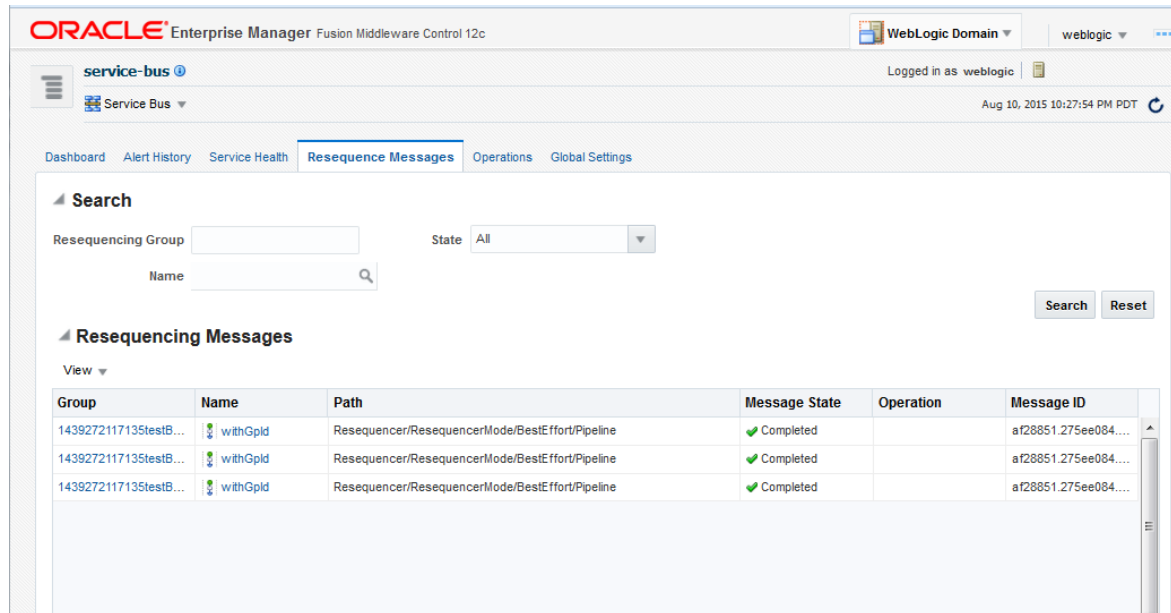 ORACLE Enterprise Manager Fusion Middleware Control 12c WebLogic Domain weblogic
service-bus Logged in as weblogic
Service Bus Aug 10, 2015 10:27:54 PM PDT
Dashboard Alert History Service Health Resequence Messages Operations Global Settings
Search
Resequencing Group State All
Name
Search Reset
Resequencing Messages
View
Group Name Path Message State Operation Message ID
1439272117135testB... withGpId Resequencer/ResequencerMode/BestEffort/Pipeline Completed af28851.275ee084....
1439272117135testB... withGpId Resequencer/ResequencerMode/BestEffort/Pipeline Completed af28851.275ee084....
1439272117135testB... withGpId Resequencer/ResequencerMode/BestEffort/Pipeline Completed af28851.275ee084....